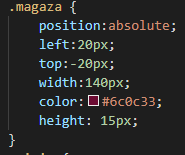 .magaza {
position:absolute;
left:20px;
top:-20px;
width:140px;
color: #6c0c33;
height: 15px;
}